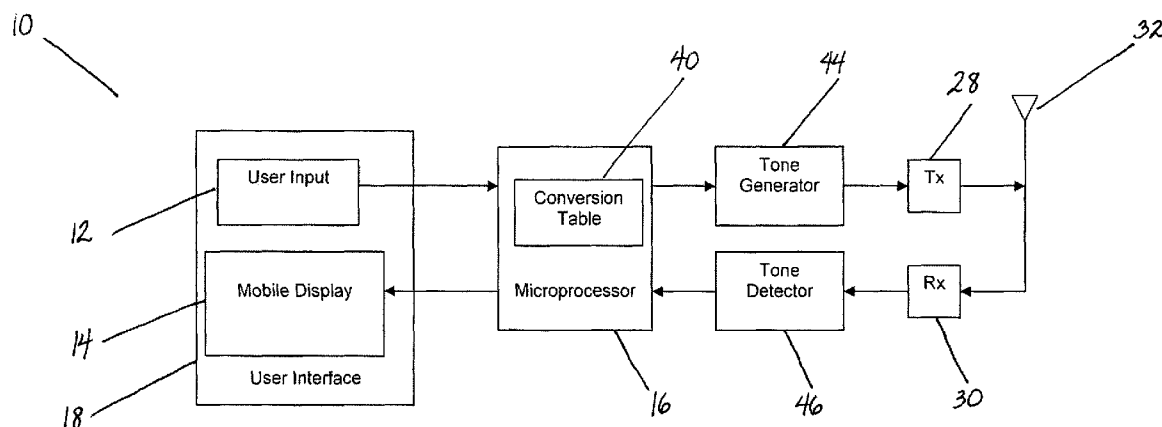 10
40
44
28
32
User Input
Conversion
Table
Tone
Generator
Tx
12
Mobile Display
Microprocessor
Tone
Detector
Rx
14
User Interface
18
16
46
30